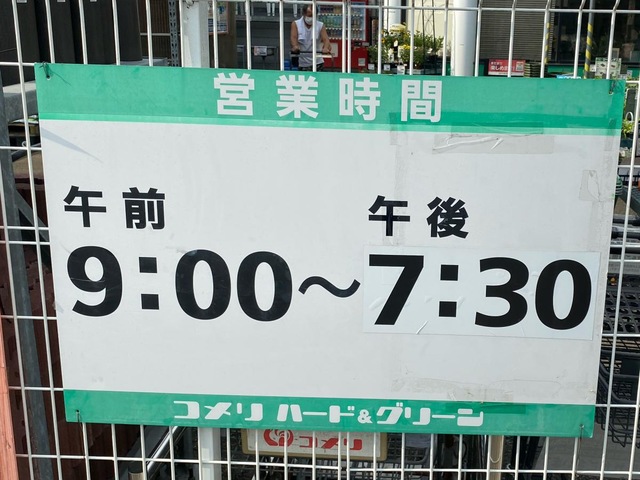 営業時間
午前 午後
9:00～7:30
コメリ ハード&グリーン
コメリ